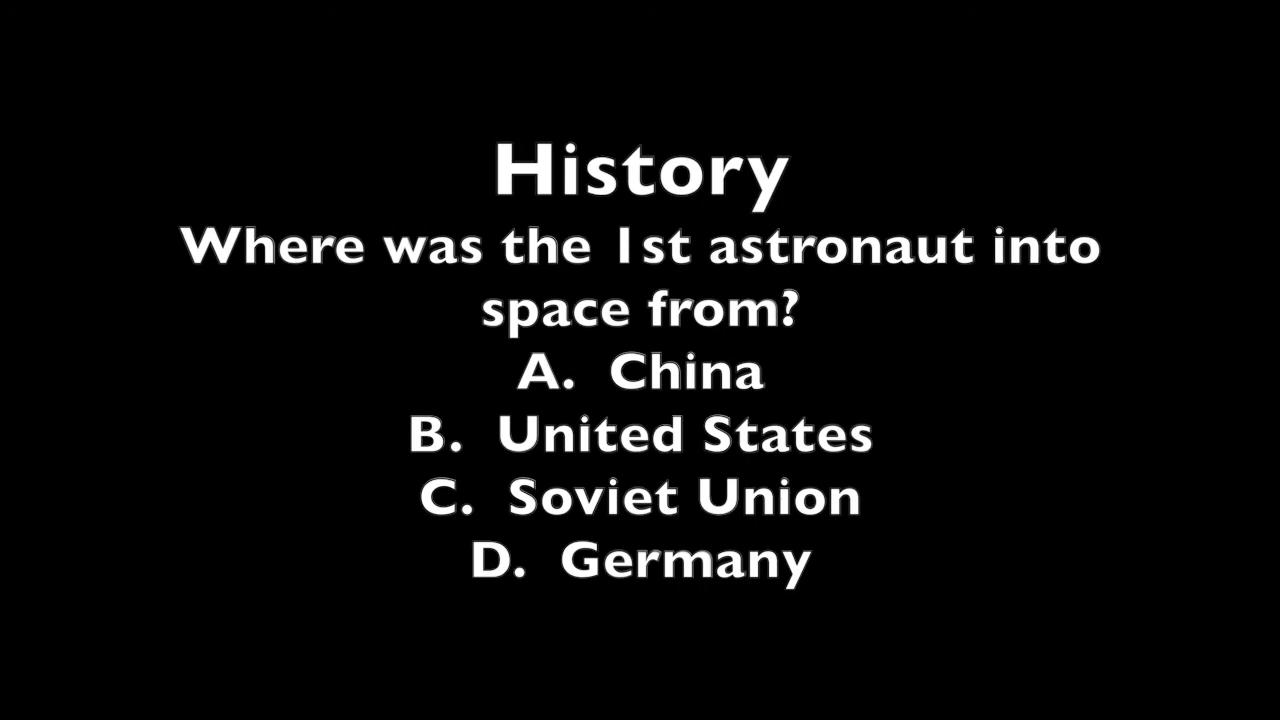 History
Where was the 1st astronaut into
space from?
A. China
B. United States
C. Soviet Union
D. Germany